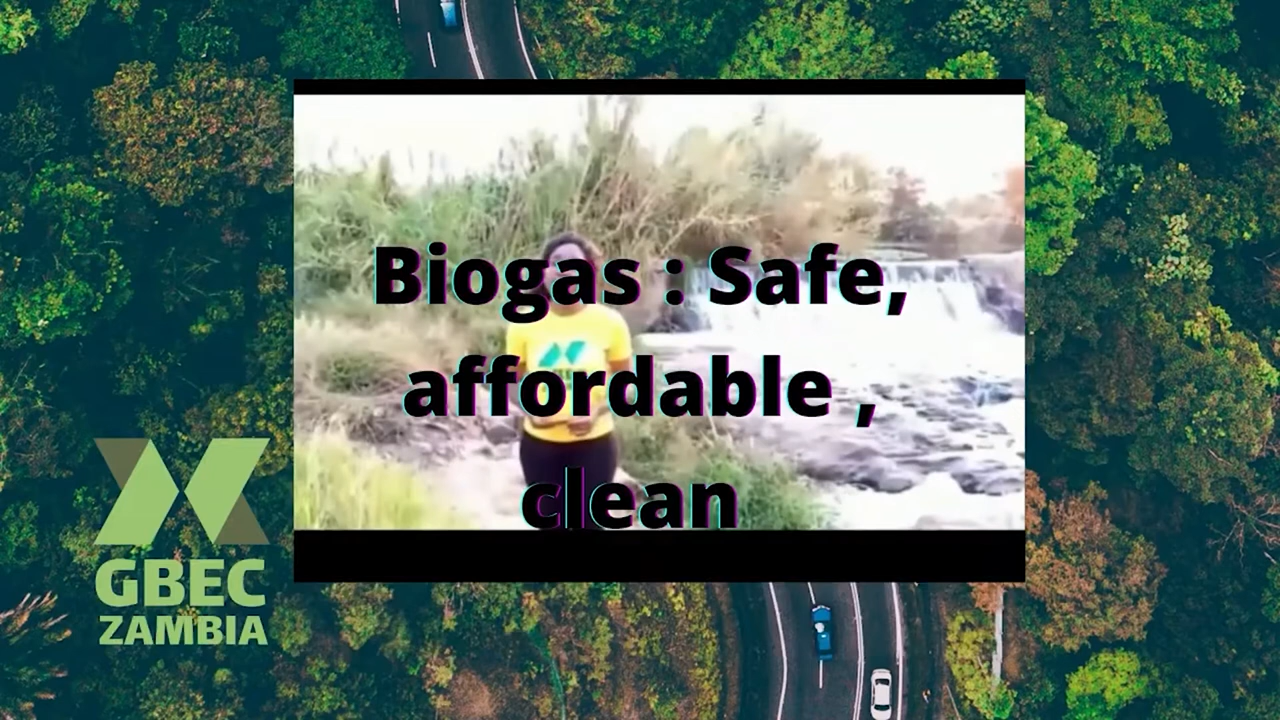 Biogas : Safe,
affordable ,
clean
GBEC
ZAMBIA